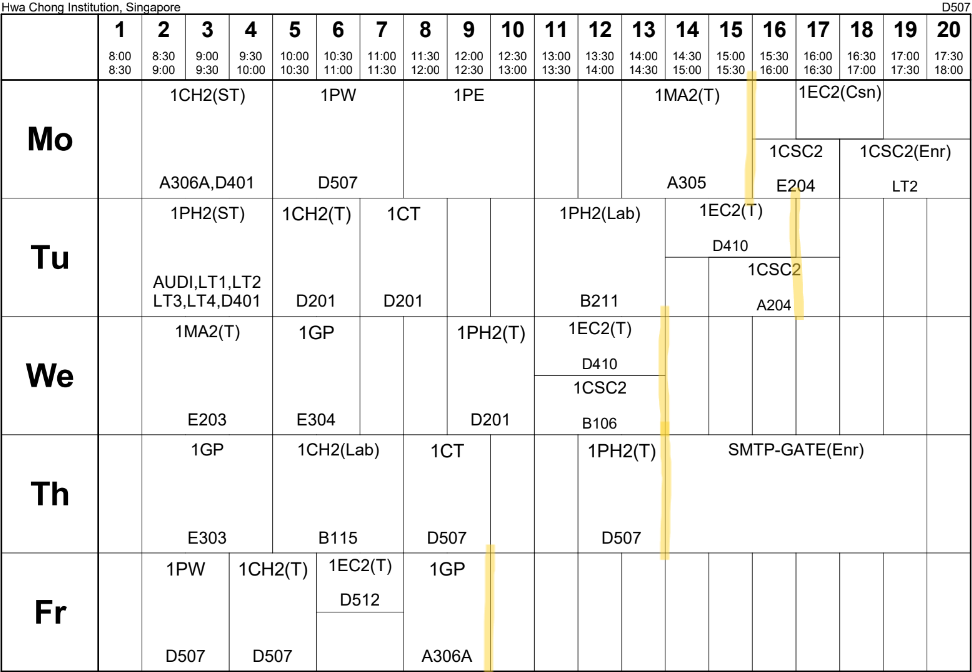 Hwa Chong Institution, Singapore D507
1 2 3 4 5 6 7 8 9 10 11 12 13 14 15 16 17 18 19 20
8:00 8:30 9:00 9:30 10:00 10:30 11:00 11:30 12:00 12:30 13:00 13:30 14:00 14:30 15:00 15:30 16:00 16:30 17:00 17:30
8:30 9:00 9:30 10:00 10:30 11:00 11:30 12:00 12:30 13:00 13:30 14:00 14:30 15:00 15:30 16:00 16:30 17:00 17:30 18:00
Mo
1CH2(ST) 1PW 1PE 1MA2(T) 1EC2(Csn)
1CSC2 1CSC2(Enr)
A306A,D401 D507 A305 E204 LT2
Tu
1PH2(ST) 1CH2(T) 1CT 1PH2(Lab) 1EC2(T)
D410
1CSC2
AUDI,LT1,LT2
LT3,LT4,D401 D201 D201 B211 A204
We
1MA2(T) 1GP 1PH2(T) 1EC2(T)
D410
1CSC2
E203 E304 D201 B106
Th
1GP 1CH2(Lab) 1CT 1PH2(T) SMTP-GATE(Enr)
E303 B115 D507 D507
Fr
1PW 1CH2(T) 1EC2(T) 1GP
D512
D507 D507 A306A